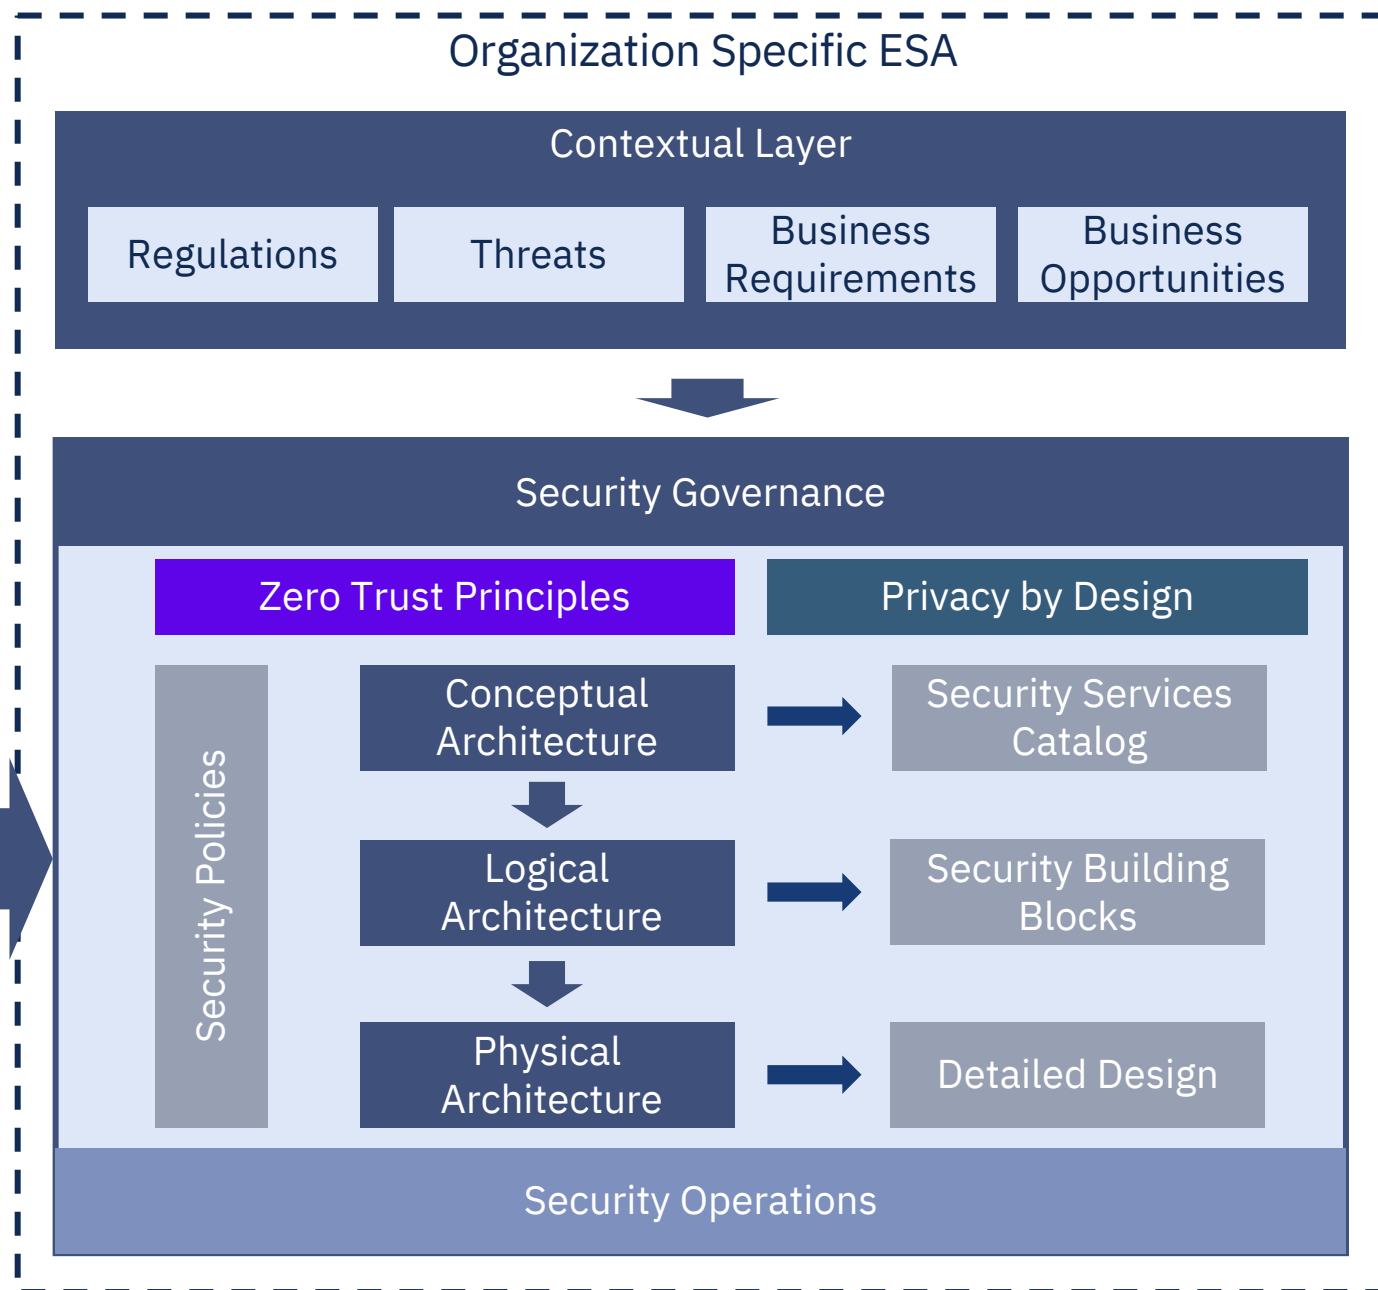 Organization Specific ESA
Contextual Layer
Regulations
Threats
Business
Requirements
Business
Opportunities
Security Governance
Zero Trust Principles
Privacy by Design
Security Policies
Conceptual
Architecture
Security Services
Catalog
Logical
Architecture
Security Building
Blocks
Physical
Architecture
Detailed Design
Security Operations